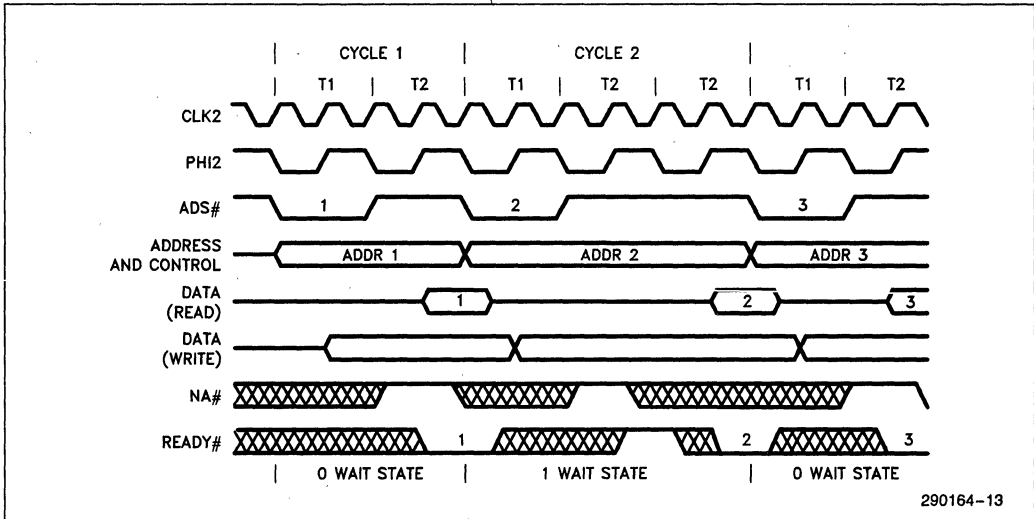 CYCLE 1 CYCLE 2
T1 T2 T1 T2 T2 T1 T2
CLK2
PHI2
ADS# 1 2 3
ADDRESS
AND CONTROL ADDR 1 ADDR 2 ADDR 3
DATA
(READ) 1 2 3
DATA
(WRITE)
NA#
READY# 1 2 3
0 WAIT STATE 1 WAIT STATE 0 WAIT STATE
290164-13